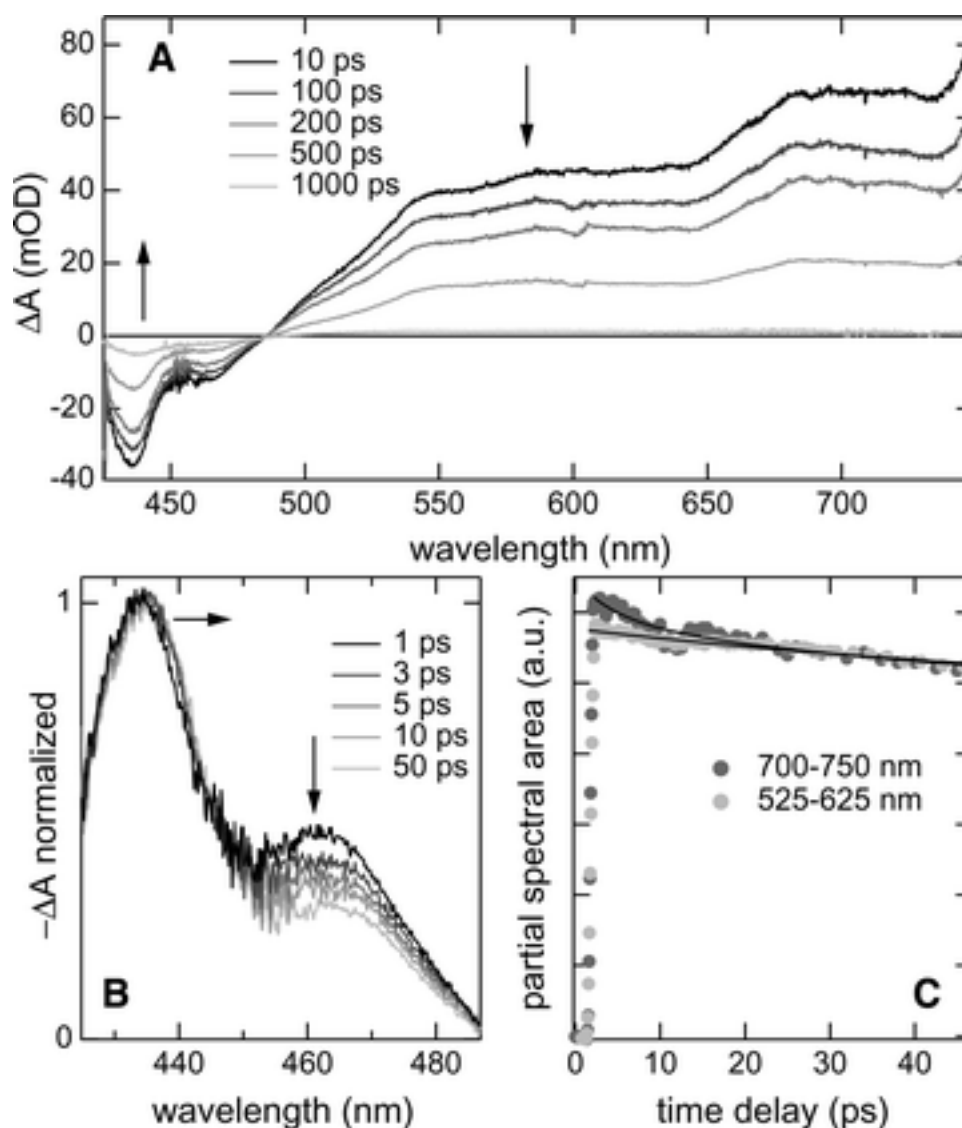 A
10 ps
100 ps
200 ps
500 ps
1000 ps
ΔA (mOD)
80
60
40
20
0
-20
-40
450
500
550
600
650
700
wavelength (nm)
B
1 ps
3 ps
5 ps
10 ps
50 ps
−ΔA normalized
1
0
440
460
480
wavelength (nm)
C
700-750 nm
525-625 nm
partial spectral area (a.u.)
0
10
20
30
40
time delay (ps)